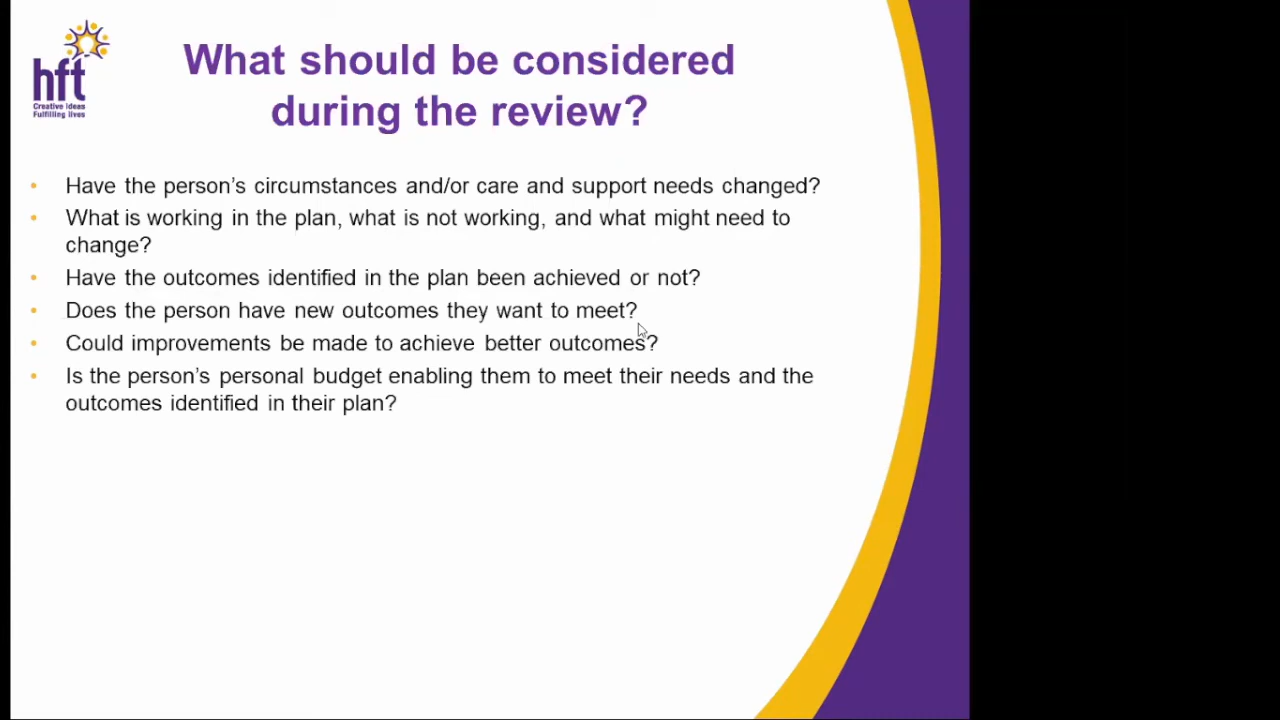 hft
Creative ideas
Fulfilling lives
What should be considered
during the review?
• Have the person’s circumstances and/or care and support needs changed?
• What is working in the plan, what is not working, and what might need to
change?
• Have the outcomes identified in the plan been achieved or not?
• Does the person have new outcomes they want to meet?
• Could improvements be made to achieve better outcomes?
• Is the person’s personal budget enabling them to meet their needs and the
outcomes identified in their plan?